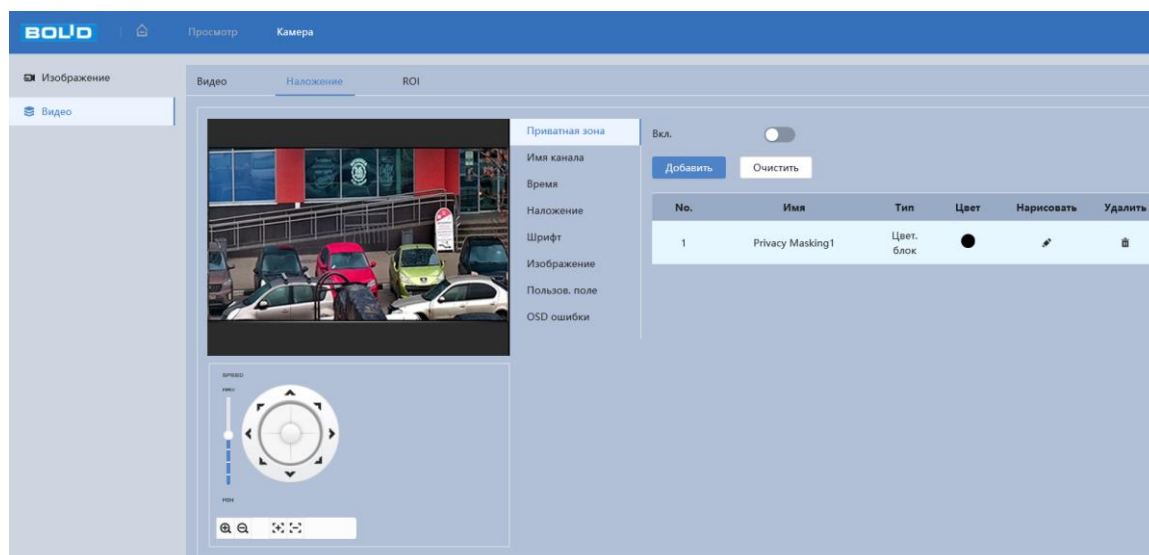 BOLID Просмотр Камера
Изображение
Видео
Видео Наложение ROI
Приватная зона
Имя канала
Время
Наложение
Шрифт
Изображение
Пользов. поле
OSD ошибки
Вкл.
Добавить Очистить
No. Имя Тип Цвет Нарисовать Удалить
1 Privacy Masking1 Цвет. блок
SPEED